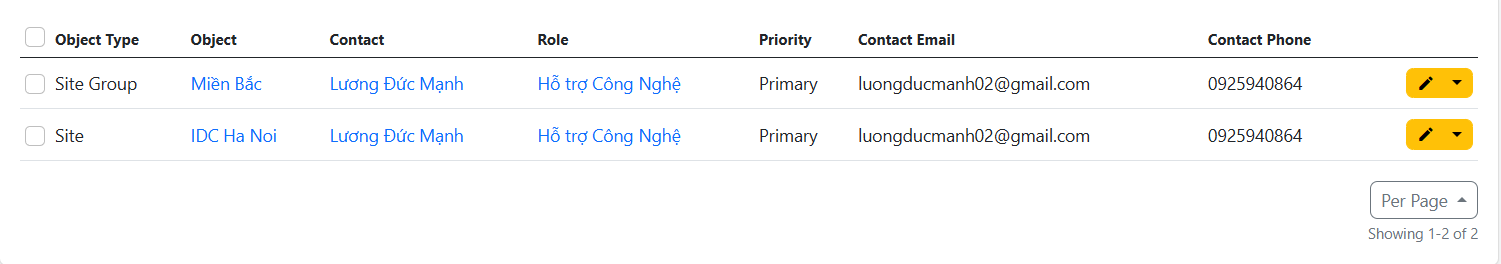 Object Type Object Contact Role Priority Contact Email Contact Phone
Site Group Miền Bắc Lương Đức Mạnh Hỗ trợ Công Nghệ Primary luongducmanh02@gmail.com 0925940864
Site IDC Ha Noi Lương Đức Mạnh Hỗ trợ Công Nghệ Primary luongducmanh02@gmail.com 0925940864
Per Page
Showing 1-2 of 2